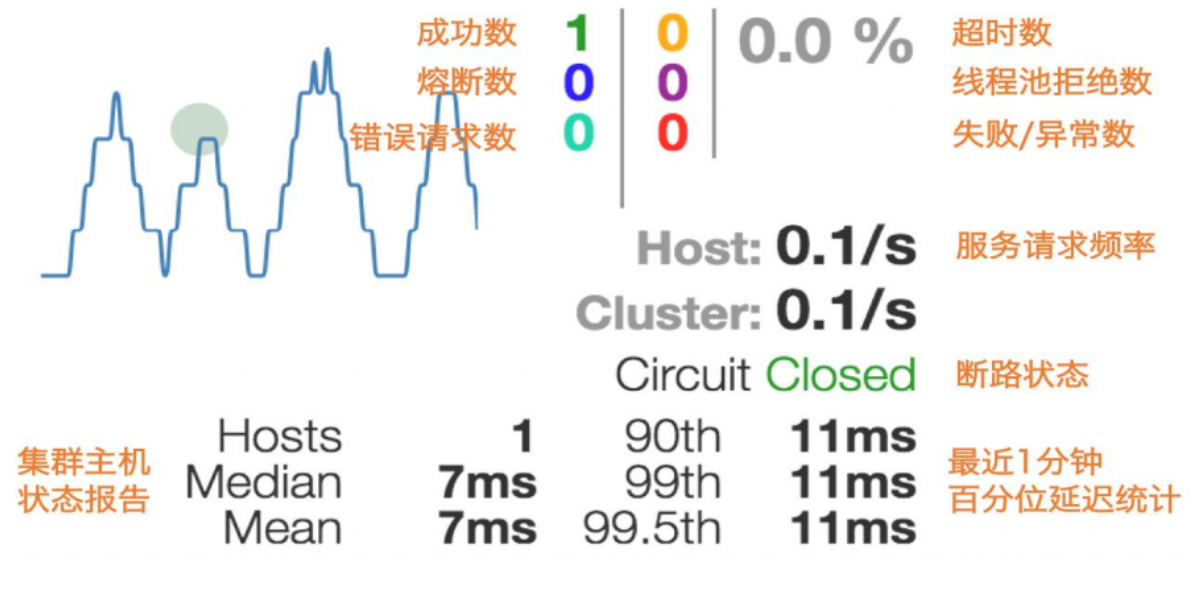 成功数 1 0 0.0 % 超时数
熔断数 0 0 线程池拒绝数
错误请求数 0 0 失败/异常数
Host: 0.1/s 服务请求频率
Cluster: 0.1/s
Circuit Closed 断路状态
集群主机
状态报告
Hosts 1 90th 11ms
Median 7ms 99th 11ms
Mean 7ms 99.5th 11ms
最近1分钟
百分位延迟统计